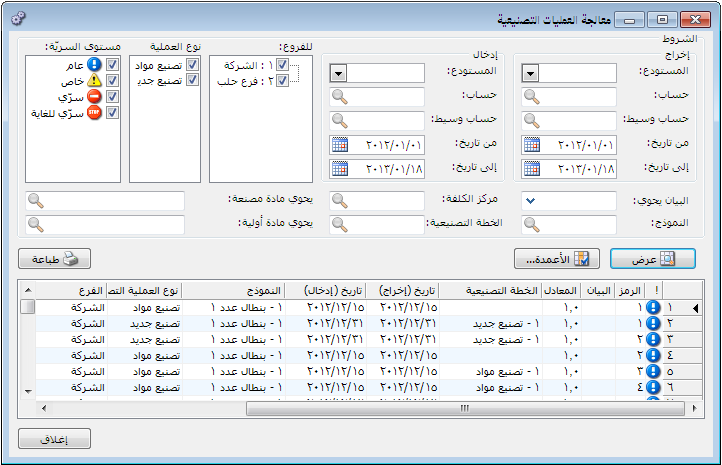 معالجة العمليات التصنيعية
الشروط
إخراج
المستودع:
حساب:
حساب وسيط:
من تاريخ: ٢٠١٢/٠١/٠١
إلى تاريخ: ٢٠١٣/٠١/١٨
إدخال
المستودع:
حساب:
حساب وسيط:
من تاريخ: ٢٠١٢/٠١/٠١
إلى تاريخ: ٢٠١٣/٠١/١٨
للفروع:
١ : الشركة
٢ : فرع حلب
نوع العملية
تصنيع مواد
تصنيع جديد
مستوى السريّة:
عام
خاص
سرّي
سرّي للغاية
البيان يحوي:
مركز الكلفة:
يحوي مادة مصنعة:
النموذج:
الخطة التصنيعية:
يحوي مادة أولية:
عرض
الأعمدة...
طباعة
! الرمز البيان المعادل الخطة التصنيعية تاريخ (إخراج) تاريخ (إدخال) النموذج نوع العملية التص الفرع
١ ١ ١,٠ ٢٠١٢/١٢/١٥ ٢٠١٢/١٢/١٥ ١ - بنطال عدد ١ تصنيع مواد الشركة
٢ ١ ١,٠ ١ - تصنيع جديد ٢٠١٢/١٢/٣١ ٢٠١٢/١٢/٣١ ١ - بنطال عدد ١ تصنيع جديد الشركة
٣ ٢ ١,٠ ١ - تصنيع جديد ٢٠١٢/١٢/٣١ ٢٠١٢/١٢/٣١ ١ - بنطال عدد ١ تصنيع جديد الشركة
٤ ٢ ١,٠ ٢٠١٢/١٢/١٥ ٢٠١٢/١٢/١٥ ١ - بنطال عدد ١ تصنيع مواد الشركة
٥ ٣ ١,٠ ١ - تصنيع مواد ٢٠١٢/١٢/١٥ ٢٠١٢/١٢/١٥ ١ - بنطال عدد ١ تصنيع مواد الشركة
٦ ٤ ١,٠ ١ - تصنيع مواد ٢٠١٢/١٢/١٥ ٢٠١٢/١٢/١٥ ١ - بنطال عدد ١ تصنيع مواد الشركة
إغلاق